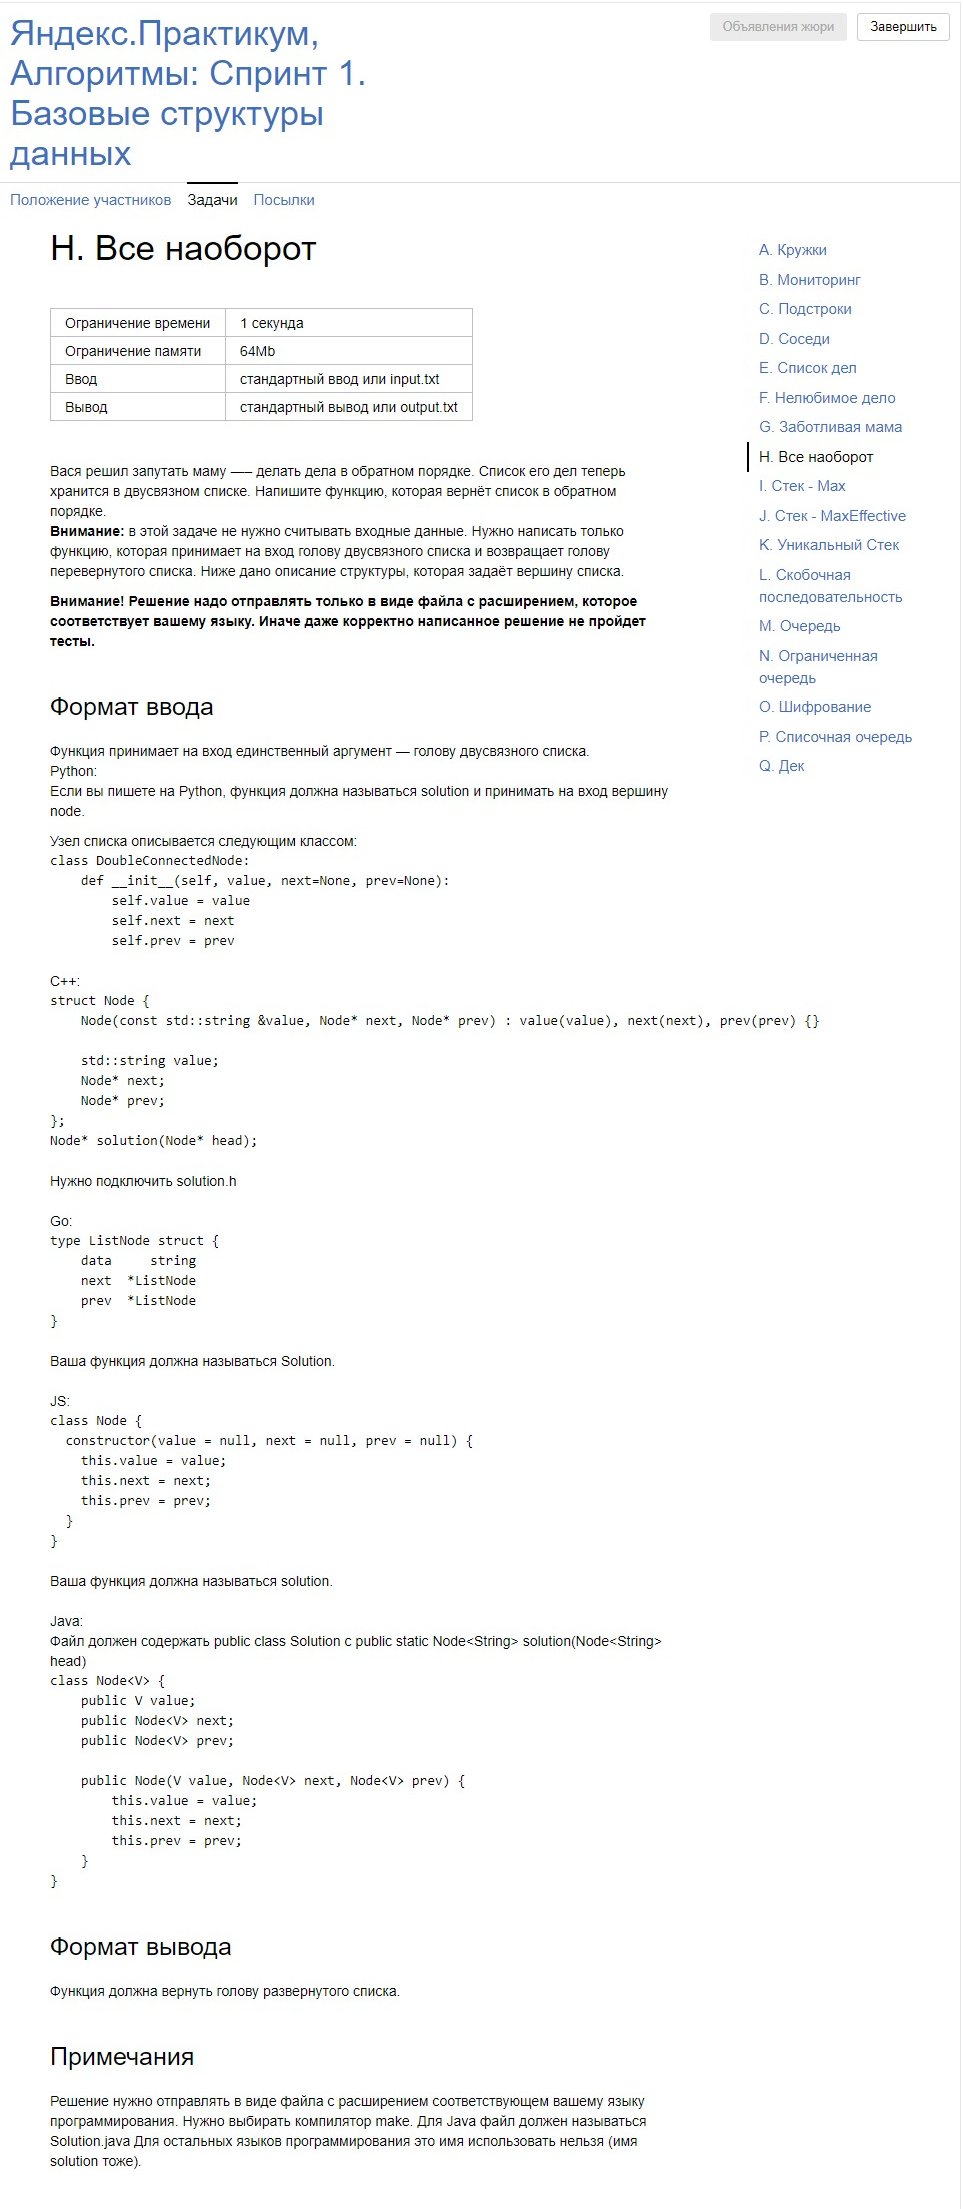 Яндекс.Практикум,
Алгоритмы: Спринт 1.
Базовые структуры
данных
Объявления жюри
Завершить
Положение участников Задачи Посылки
H. Все наоборот
Ограничение времени 1 секунда
Ограничение памяти 64Mb
Ввод стандартный ввод или input.txt
Вывод стандартный вывод или output.txt
Вася решил запутать маму —– делать дела в обратном порядке. Список его дел теперь
хранится в двусвязном списке. Напишите функцию, которая вернёт список в обратном
порядке.
Внимание: в этой задаче не нужно считывать входные данные. Нужно написать только
функцию, которая принимает на вход голову двусвязного списка и возвращает голову
перевернутого списка. Ниже дано описание структуры, которая задаёт вершину списка.
Внимание! Решение надо отправлять только в виде файла с расширением, которое
соответствует вашему языку. Иначе даже корректно написанное решение не пройдет
тесты.
Формат ввода
Функция принимает на вход единственный аргумент — голову двусвязного списка.
Python:
Если вы пишете на Python, функция должна называться solution и принимать на вход вершину
node.
Узел списка описывается следующим классом:
class DoubleConnectedNode:
    def __init__(self, value, next=None, prev=None):
        self.value = value
        self.next = next
        self.prev = prev
C++:
struct Node {
    Node(const std::string &value, Node* next, Node* prev) : value(value), next(next), prev(prev) {}
    std::string value;
    Node* next;
    Node* prev;
};
Node* solution(Node* head);
Нужно подключить solution.h
Go:
type ListNode struct {
    data     string
    next  *ListNode
    prev  *ListNode
}
Ваша функция должна называться Solution.
JS:
class Node {
  constructor(value = null, next = null, prev = null) {
    this.value = value;
    this.next = next;
    this.prev = prev;
  }
}
Ваша функция должна называться solution.
Java:
Файл должен содержать public class Solution с public static Node<String> solution(Node<String>
head)
class Node<V> {
    public V value;
    public Node<V> next;
    public Node<V> prev;
    public Node(V value, Node<V> next, Node<V> prev) {
        this.value = value;
        this.next = next;
        this.prev = prev;
    }
}
Формат вывода
Функция должна вернуть голову развернутого списка.
Примечания
Решение нужно отправлять в виде файла с расширением соответствующем вашему языку
программирования. Нужно выбирать компилятор make. Для Java файл должен называться
Solution.java Для остальных языков программирования это имя использовать нельзя (имя
solution тоже).
A. Кружки
B. Мониторинг
C. Подстроки
D. Соседи
E. Список дел
F. Нелюбимое дело
G. Заботливая мама
H. Все наоборот
I. Стек - Max
J. Стек - MaxEffective
K. Уникальный Стек
L. Скобочная
последовательность
M. Очередь
N. Ограниченная
очередь
O. Шифрование
P. Списочная очередь
Q. Дек